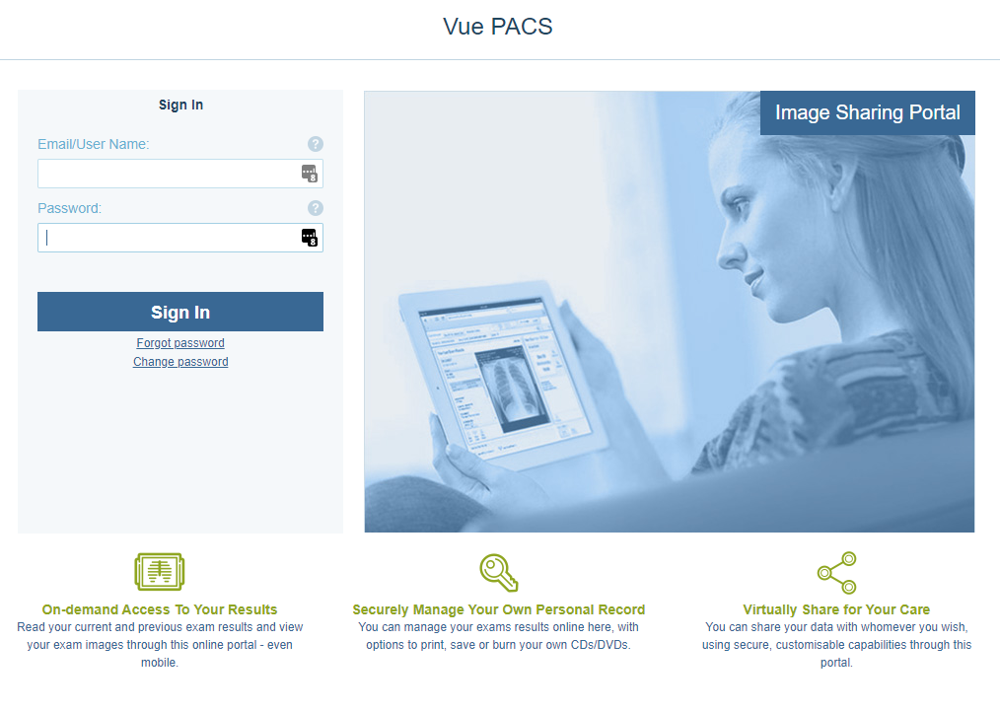 Vue PACS
Sign In
Email/User Name:
?
8
Password:
?
8
Sign In
Forgot password
Change password
Image Sharing Portal
On-demand Access To Your Results
Read your current and previous exam results and view
your exam images through this online portal - even
mobile.
Securely Manage Your Own Personal Record
You can manage your exams results online here, with
options to print, save or burn your own CDs/DVDs.
Virtually Share for Your Care
You can share your data with whomever you wish,
using secure, customisable capabilities through this
portal.